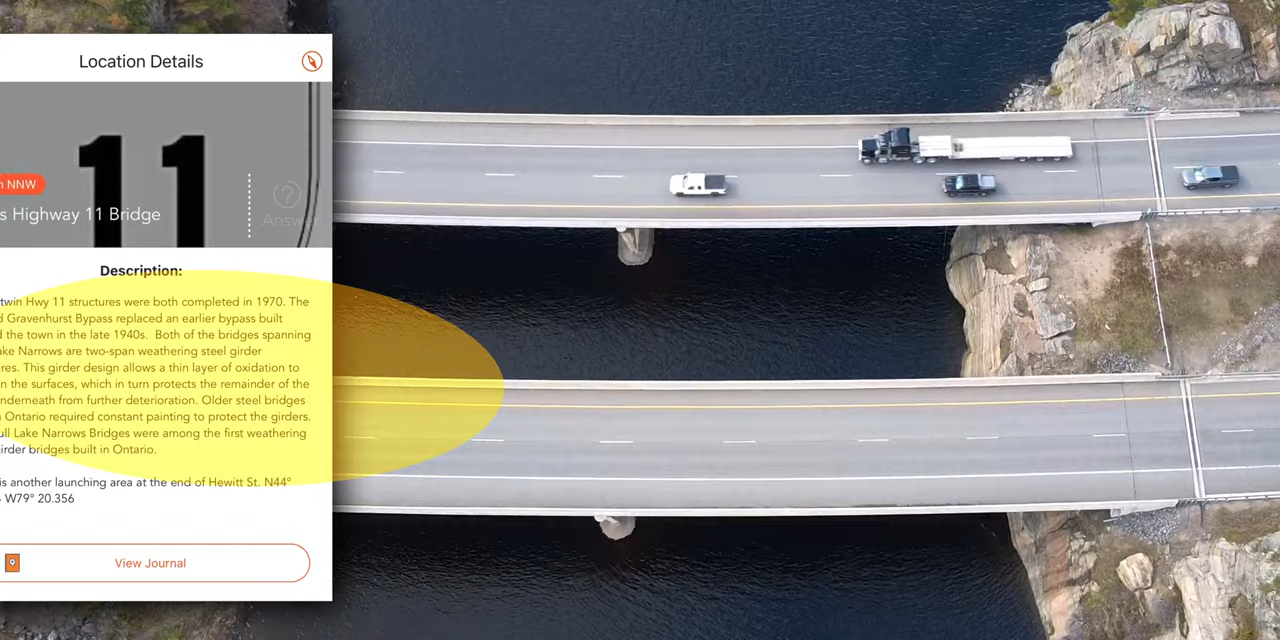 Location Details
11
NNW
s Highway 11 Bridge
Answer
Description:
twin Hwy 11 structures were both completed in 1970. The
Gravenhurst Bypass replaced an earlier bypass built
the town in the late 1940s. Both of the bridges spanning
ake Narrows are two-span weathering steel girder
res. This girder design allows a thin layer of oxidation to
n the surfaces, which in turn protects the remainder of the
nderneath from further deterioration. Older steel bridges
Ontario required constant painting to protect the girders.
ull Lake Narrows Bridges were among the first weathering
irder bridges built in Ontario.
is another launching area at the end of Hewitt St. N44°
W79° 20.356
View Journal